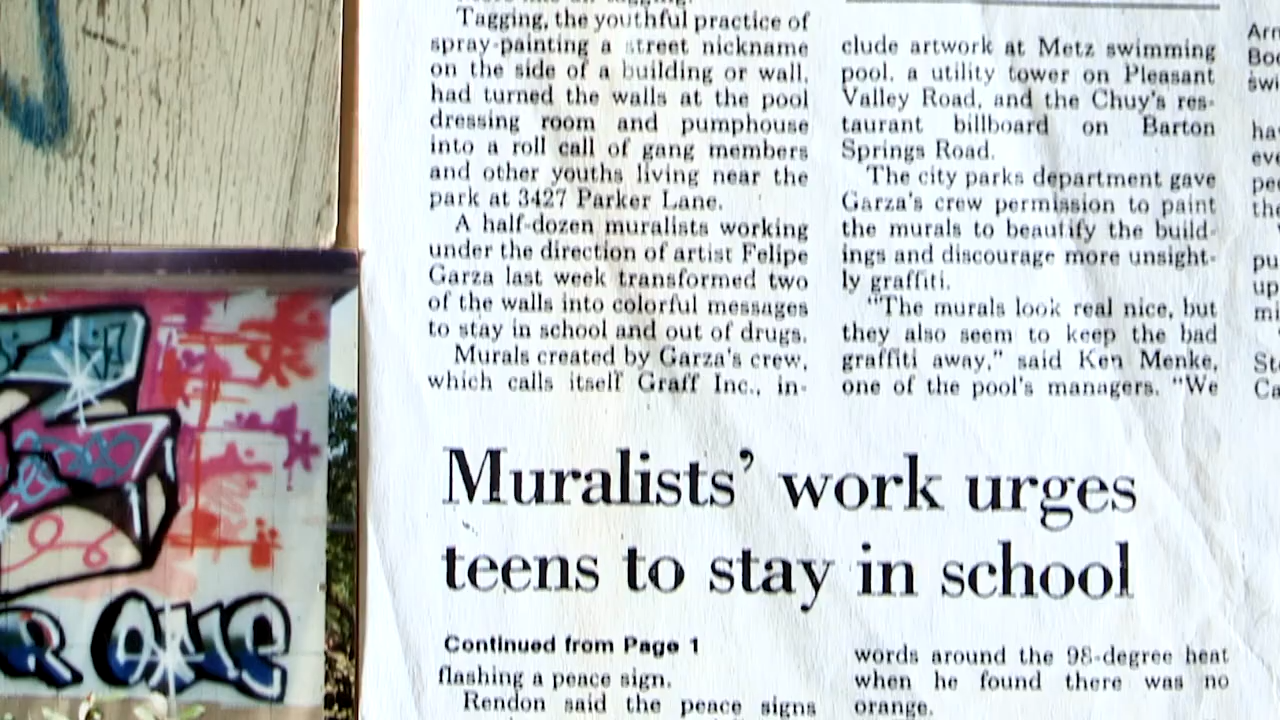 Tagging, the youthful practice of
spray-painting a street nickname
on the side of a building or wall,
had turned the walls at the pool
dressing room and pumphouse
into a roll call of gang members
and other youths living near the
park at 3427 Parker Lane.
A half-dozen muralists working
under the direction of artist Felipe
Garza last week transformed two
of the walls into colorful messages
to stay in school and out of drugs.
Murals created by Garza's crew,
which calls itself Graff Inc., in-
clude artwork at Metz swimming
pool, a utility tower on Pleasant
Valley Road, and the Chuy's res-
taurant billboard on Barton
Springs Road.
The city parks department gave
Garza's crew permission to paint
the murals to beautify the build-
ings and discourage more unsight-
ly graffiti.
"The murals look real nice, but
they also seem to keep the bad
graffiti away," said Ken Menke,
one of the pool's managers. "We
Muralists' work urges
teens to stay in school
Continued from Page 1
flashing a peace sign.
Rendon said the peace signs
words around the 98-degree heat
when he found there was no
orange.
R ONE